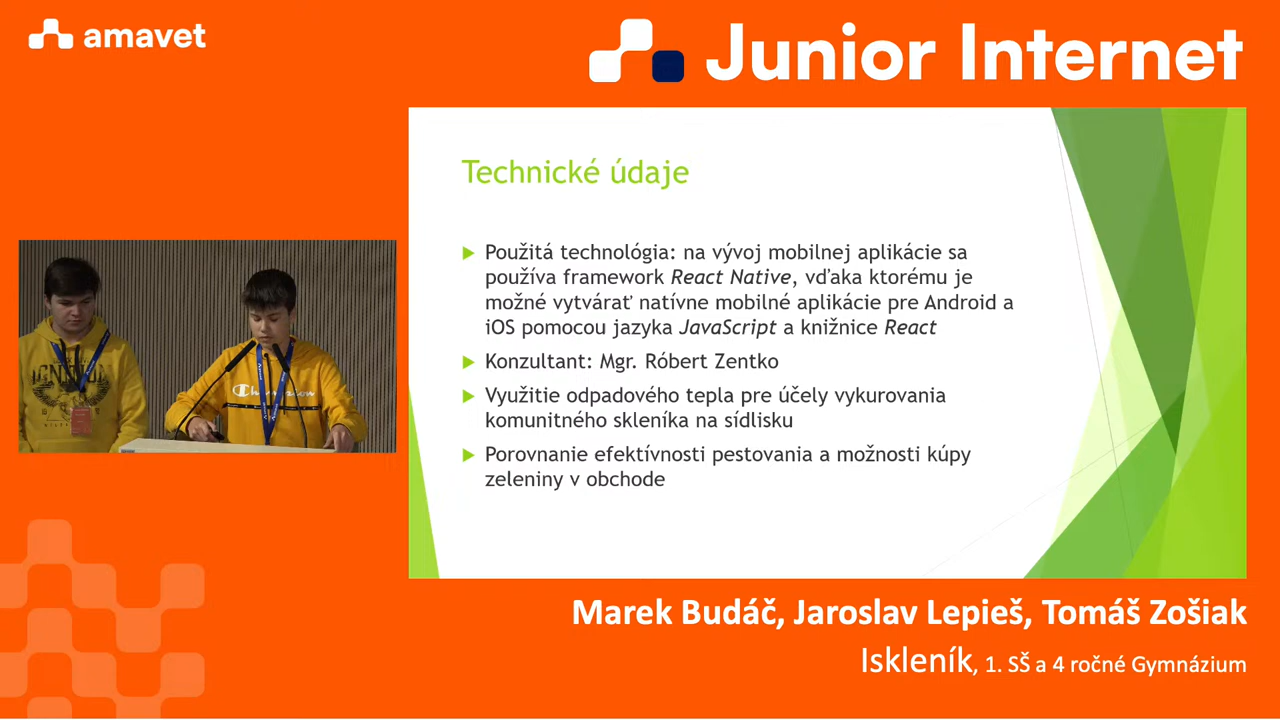 amavet
Junior Internet
Technické údaje
Použitá technológia: na vývoj mobilnej aplikácie sa
používa framework React Native, vďaka ktorému je
možné vytvárať natívne mobilné aplikácie pre Android a
iOS pomocou jazyka JavaScript a knižnice React
Konzultant: Mgr. Róbert Zentko
Využitie odpadového tepla pre účely vykurovania
komunitného skleníka na sídlisku
Porovnanie efektívnosti pestovania a možnosti kúpy
zeleniny v obchode
Champion
Marek Budáč, Jaroslav Lepieš, Tomáš Zošiak
Iskleník, 1. SŠ a 4 ročné Gymnázium